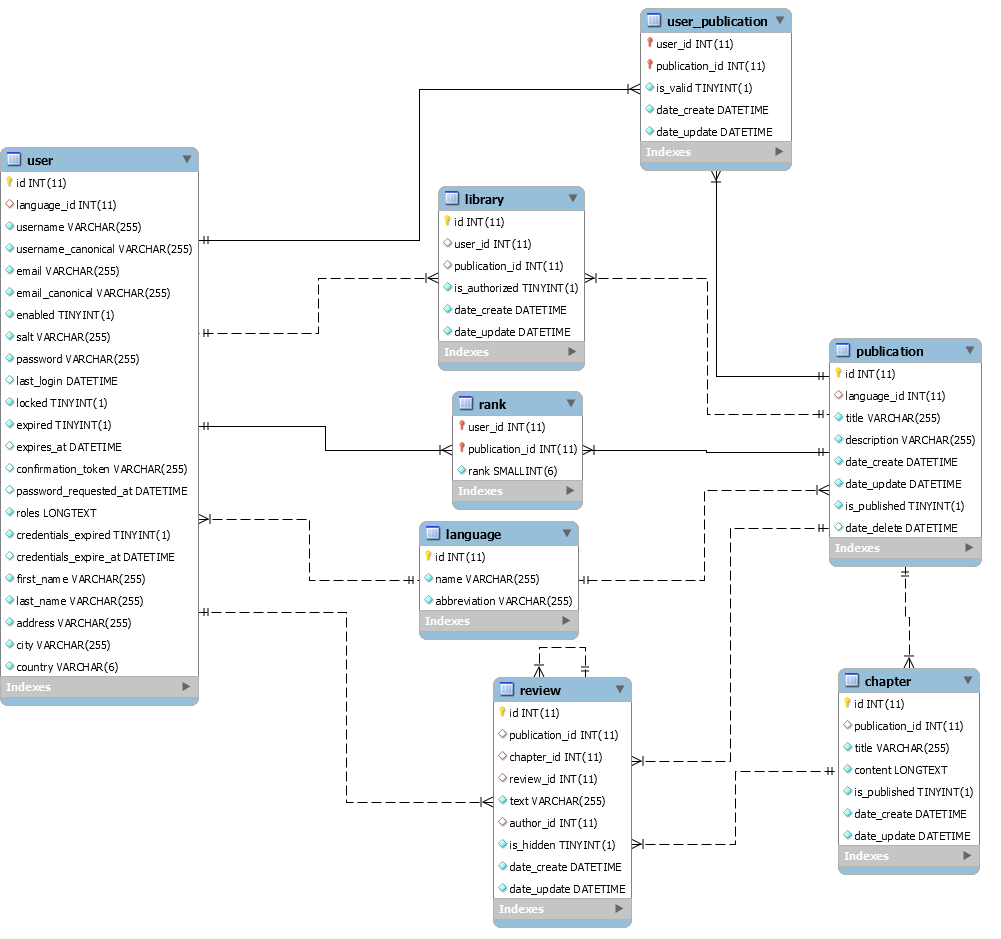 user_publication
user_id INT(11)
publication_id INT(11)
is_valid TINYINT(1)
date_create DATETIME
date_update DATETIME
Indexes
user
id INT(11)
language_id INT(11)
username VARCHAR(255)
username_canonical VARCHAR(255)
email VARCHAR(255)
email_canonical VARCHAR(255)
enabled TINYINT(1)
salt VARCHAR(255)
password VARCHAR(255)
last_login DATETIME
locked TINYINT(1)
expired TINYINT(1)
expires_at DATETIME
confirmation_token VARCHAR(255)
password_requested_at DATETIME
roles LONGTEXT
credentials_expired TINYINT(1)
credentials_expire_at DATETIME
first_name VARCHAR(255)
last_name VARCHAR(255)
address VARCHAR(255)
city VARCHAR(255)
country VARCHAR(6)
Indexes
library
id INT(11)
user_id INT(11)
publication_id INT(11)
is_authorized TINYINT(1)
date_create DATETIME
date_update DATETIME
Indexes
rank
user_id INT(11)
publication_id INT(11)
rank SMALLINT(6)
Indexes
language
id INT(11)
name VARCHAR(255)
abbreviation VARCHAR(255)
Indexes
publication
id INT(11)
language_id INT(11)
title VARCHAR(255)
description VARCHAR(255)
date_create DATETIME
date_update DATETIME
is_published TINYINT(1)
date_delete DATETIME
Indexes
review
id INT(11)
publication_id INT(11)
chapter_id INT(11)
review_id INT(11)
text VARCHAR(255)
author_id INT(11)
is_hidden TINYINT(1)
date_create DATETIME
date_update DATETIME
Indexes
chapter
id INT(11)
publication_id INT(11)
title VARCHAR(255)
content LONGTEXT
is_published TINYINT(1)
date_create DATETIME
date_update DATETIME
Indexes